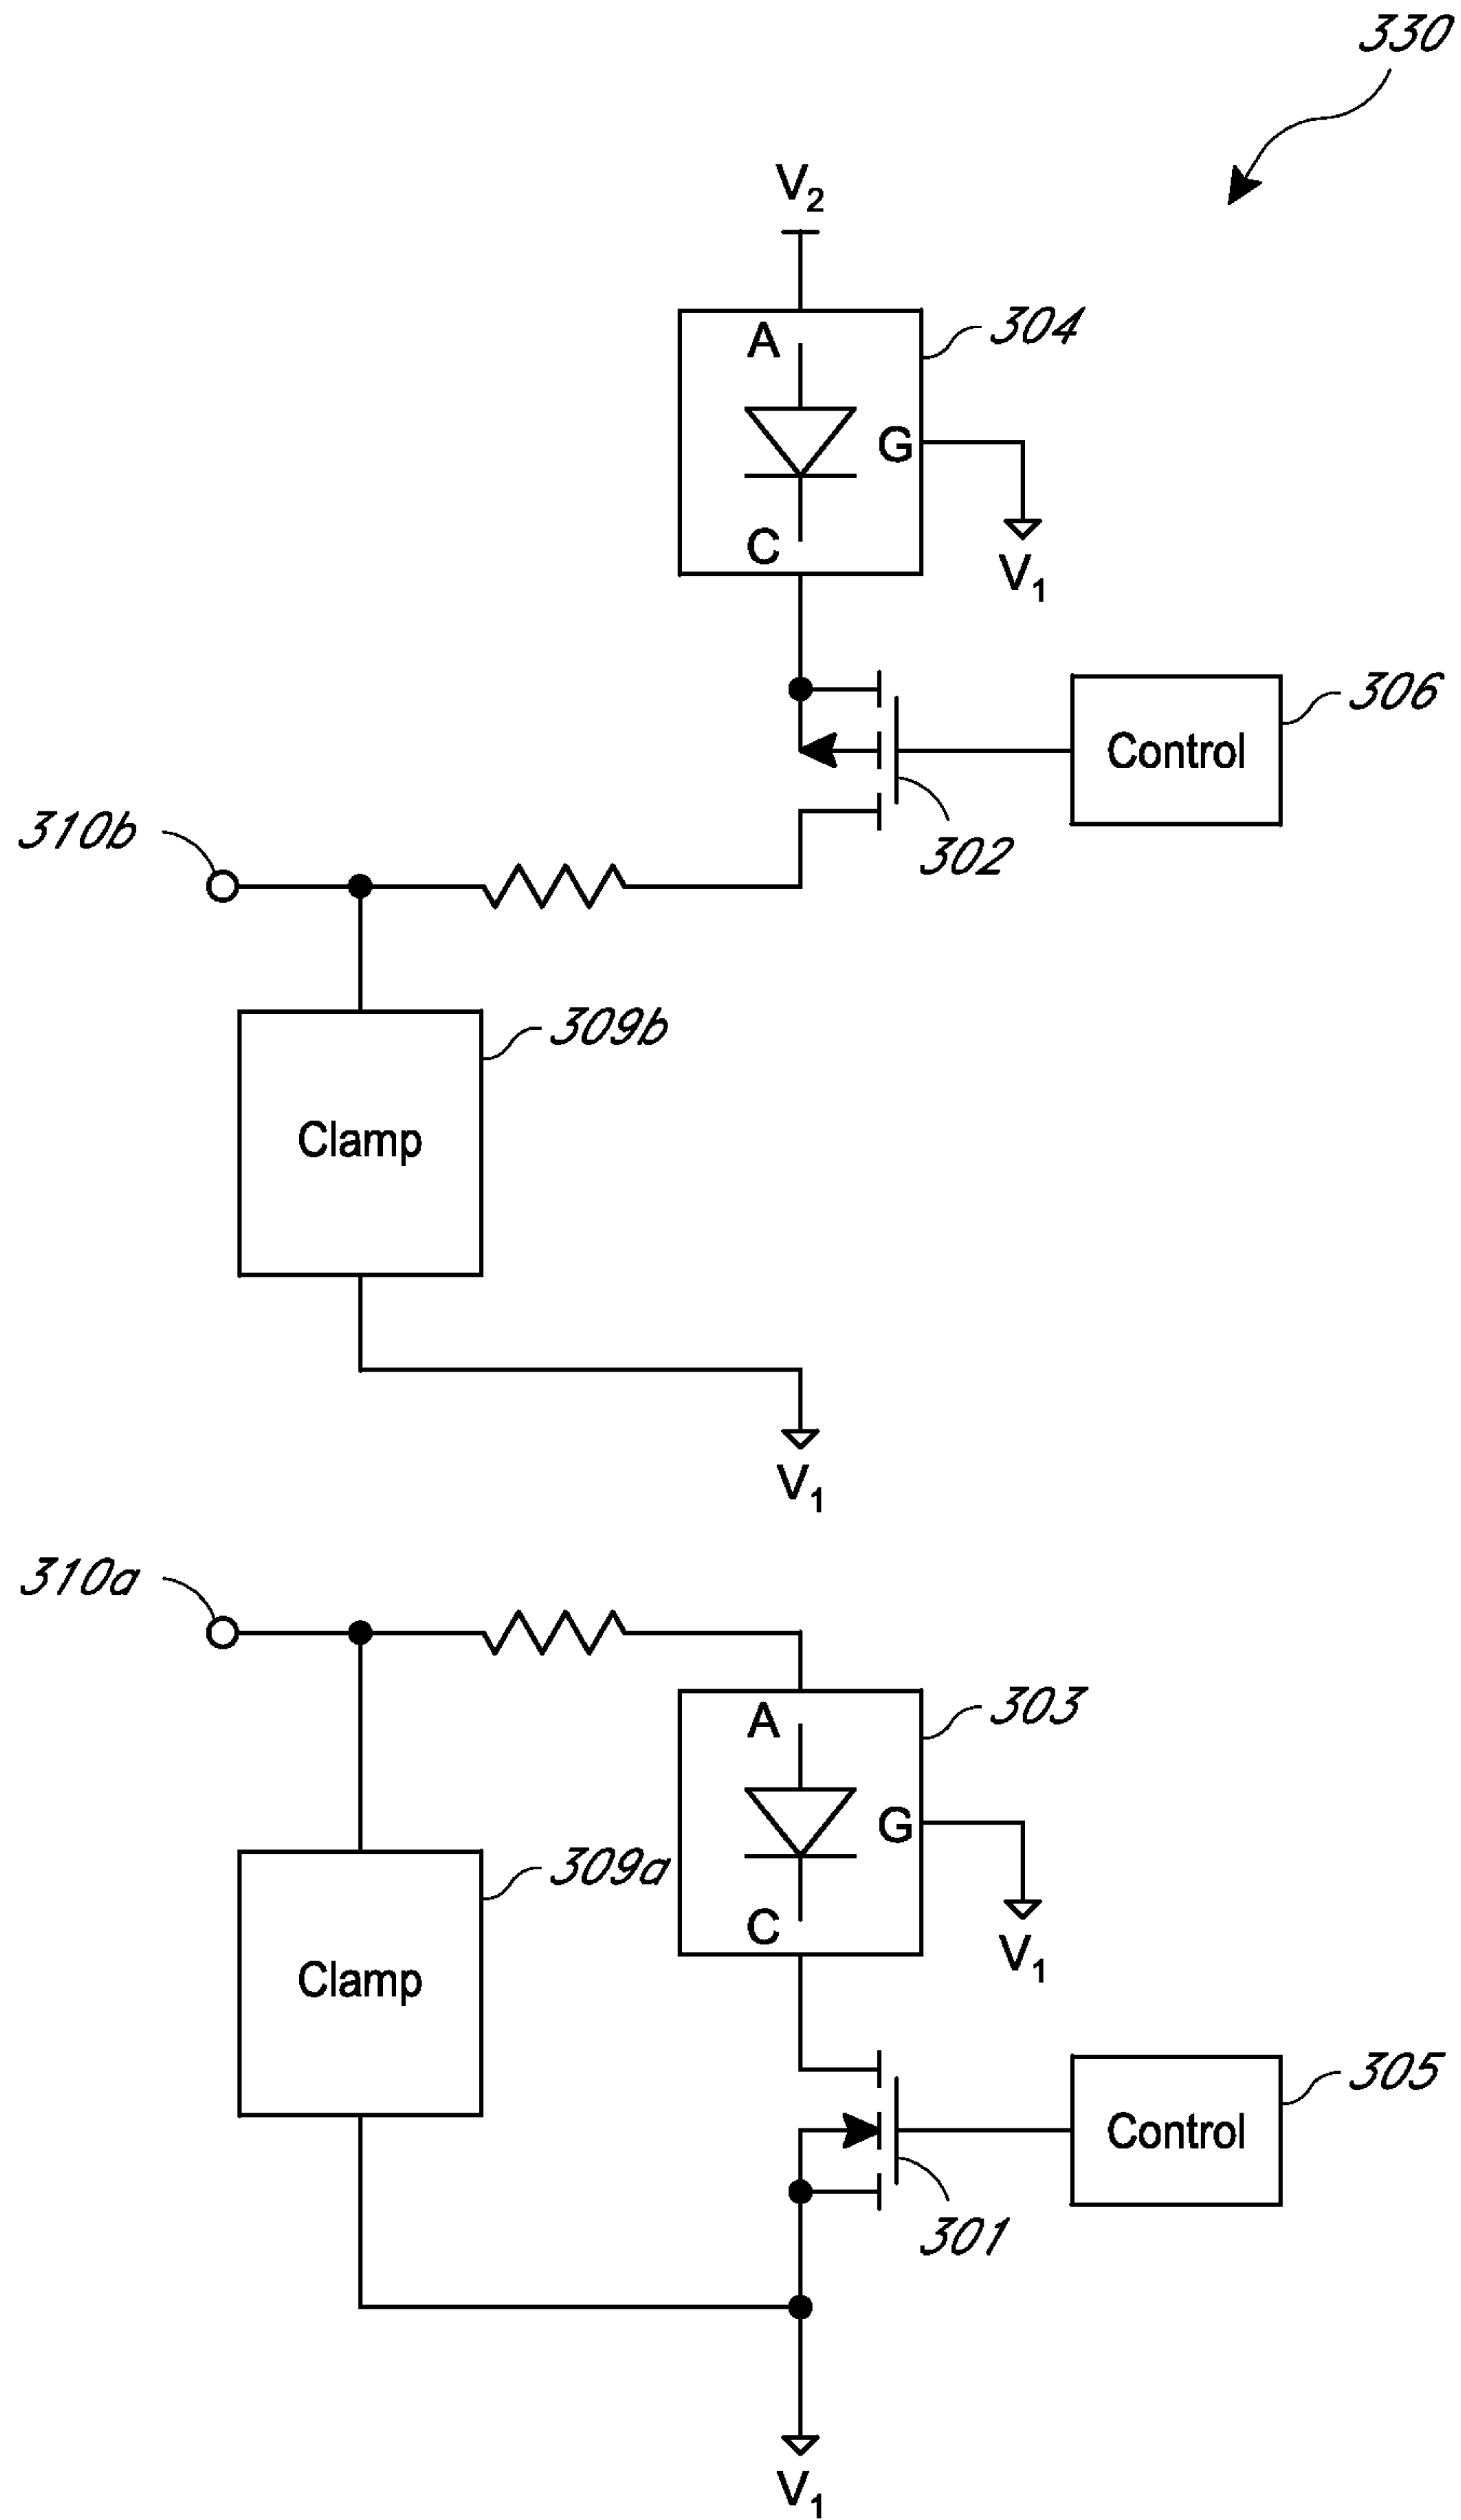 330
V₂
A
304
G
C
V₁
306
Control
310b
302
309b
Clamp
V₁
310a
A
303
G
309a
C
Clamp
V₁
305
Control
301
V₁